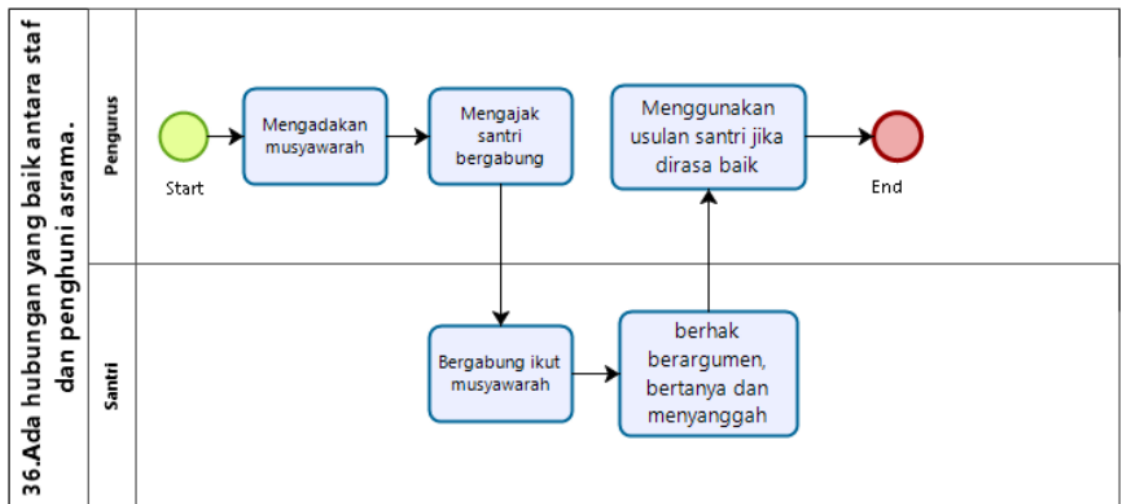 36.Ada hubungan yang baik antara staf
dan penghuni asrama.
Pengurus
Start
Mengadakan
musyawarah
Mengajak
santri
bergabung
Menggunakan
usulan santri jika
dirasa baik
End
Santri
Bergabung ikut
musyawarah
berhak
berargumen,
bertanya dan
menyanggah